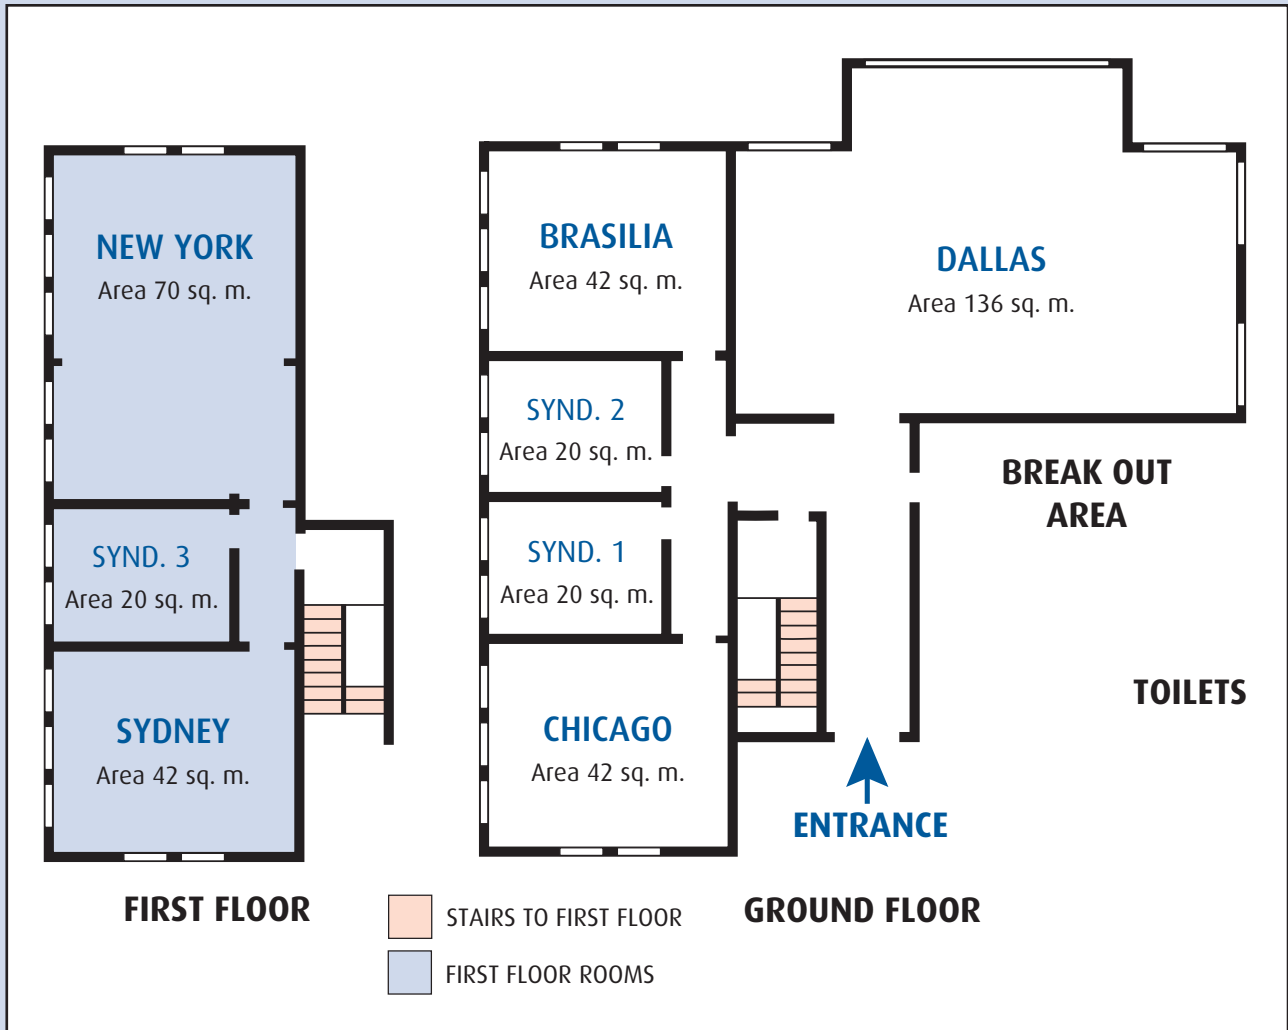 NEW YORK
Area 70 sq. m.
SYND. 3
Area 20 sq. m.
SYDNEY
Area 42 sq. m.
FIRST FLOOR
BRASILIA
Area 42 sq. m.
DALLAS
Area 136 sq. m.
SYND. 2
Area 20 sq. m.
BREAK OUT
AREA
SYND. 1
Area 20 sq. m.
TOILETS
CHICAGO
Area 42 sq. m.
ENTRANCE
GROUND FLOOR
STAIRS TO FIRST FLOOR
FIRST FLOOR ROOMS